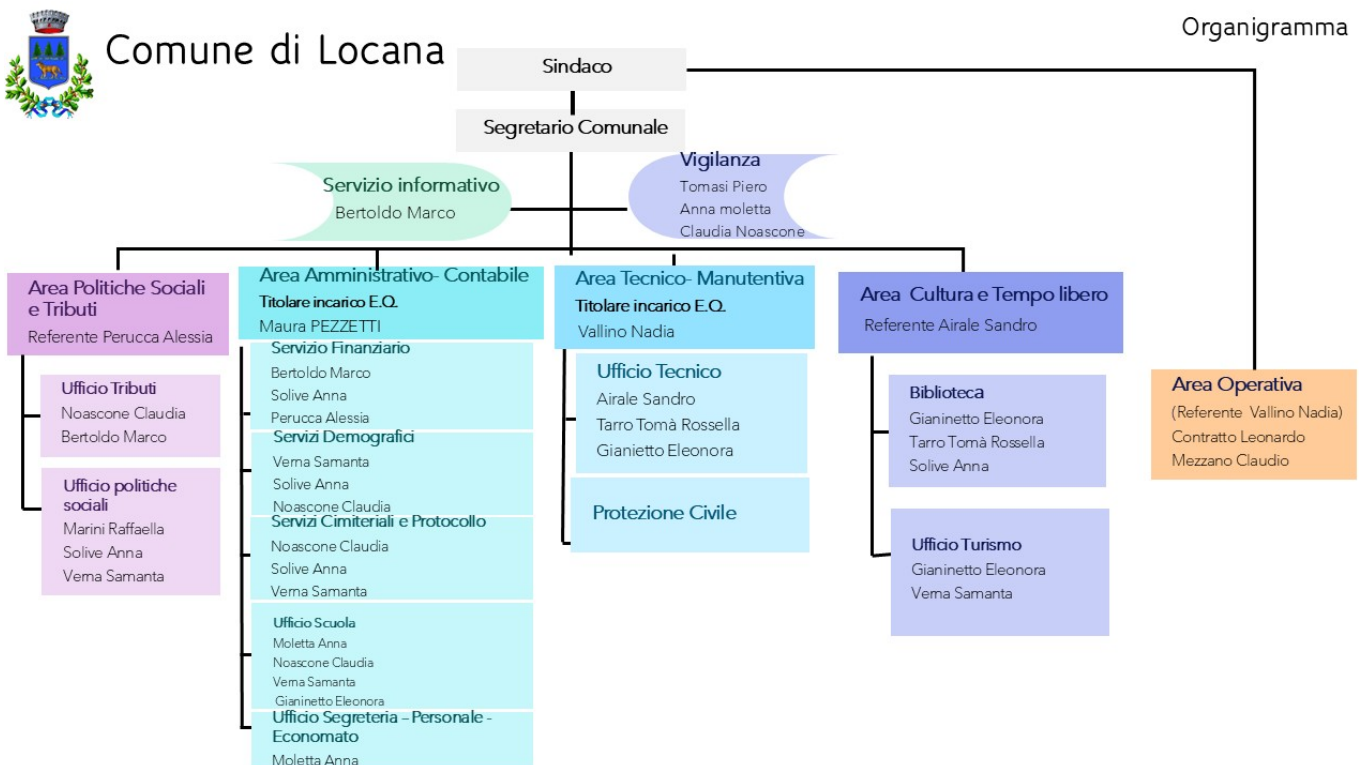 Comune di Locana
Organigramma
Sindaco
Segretario Comunale
Servizio informativo
Bertoldo Marco
Vigilanza
Tomasi Piero
Anna moletta
Claudia Noascone
Area Politiche Sociali
e Tributi
Referente Perucca Alessia
Ufficio Tributi
Noascone Claudia
Bertoldo Marco
Ufficio politiche
sociali
Marini Raffaella
Solive Anna
Verna Samanta
Area Amministrativo- Contabile
Titolare incarico E.Q.
Maura PEZZETTI
Servizio Finanziario
Bertoldo Marco
Solive Anna
Perucca Alessia
Servizi Demografici
Verna Samanta
Solive Anna
Noascone Claudia
Servizi Cimiteriali e Protocollo
Noascone Claudia
Solive Anna
Verna Samanta
Ufficio Scuola
Moletta Anna
Noascone Claudia
Verna Samanta
Gianinetto Eleonora
Ufficio Segreteria – Personale -
Economato
Moletta Anna
Area Tecnico- Manutentiva
Titolare incarico E.Q.
Vallino Nadia
Ufficio Tecnico
Airale Sandro
Tarro Tomà Rossella
Gianietto Eleonora
Protezione Civile
Area Cultura e Tempo libero
Referente Airale Sandro
Biblioteca
Gianinetto Eleonora
Tarro Tomà Rossella
Solive Anna
Ufficio Turismo
Gianinetto Eleonora
Verna Samanta
Area Operativa
(Referente Vallino Nadia)
Contratto Leonardo
Mezzano Claudio